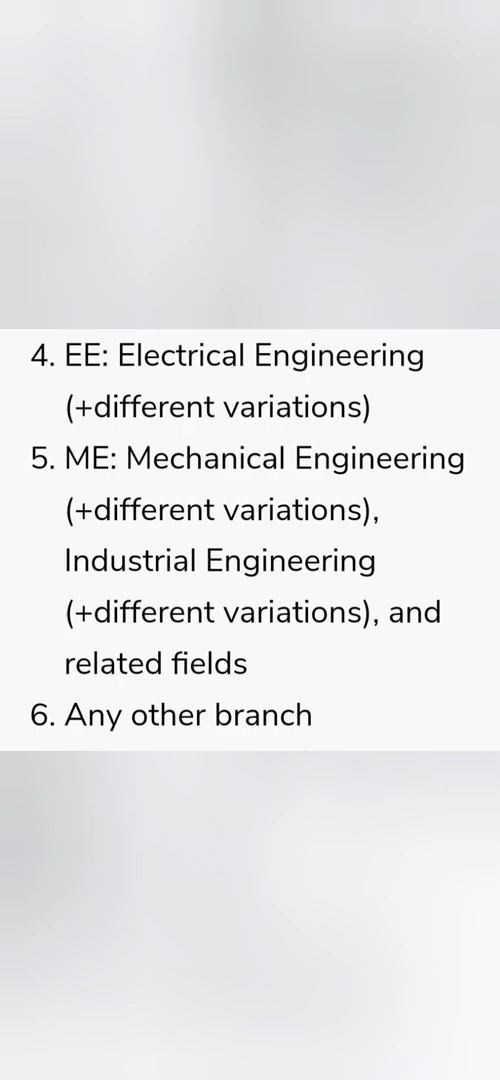 4. EE: Electrical Engineering
(+different variations)
5. ME: Mechanical Engineering
(+different variations),
Industrial Engineering
(+different variations), and
related fields
6. Any other branch